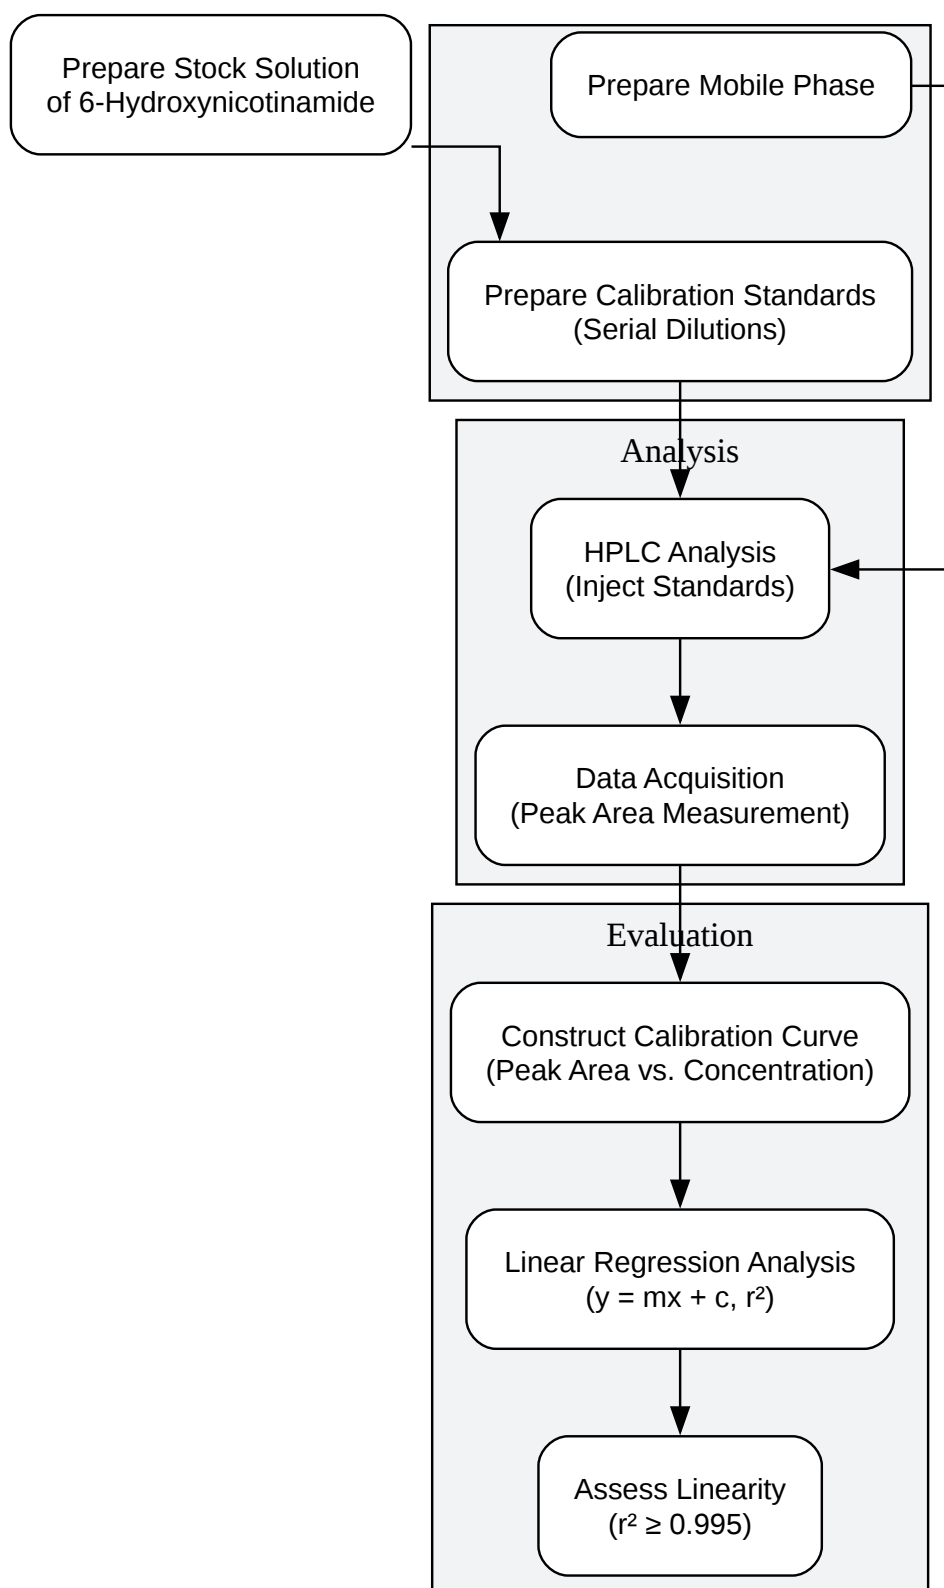 Prepare Stock Solution
of 6-Hydroxynicotinamide
Prepare Mobile Phase
Prepare Calibration Standards
(Serial Dilutions)
Analysis
HPLC Analysis
(Inject Standards)
Data Acquisition
(Peak Area Measurement)
Evaluation
Construct Calibration Curve
(Peak Area vs. Concentration)
Linear Regression Analysis
(y = mx + c, r²)
Assess Linearity
(r² ≥ 0.995)